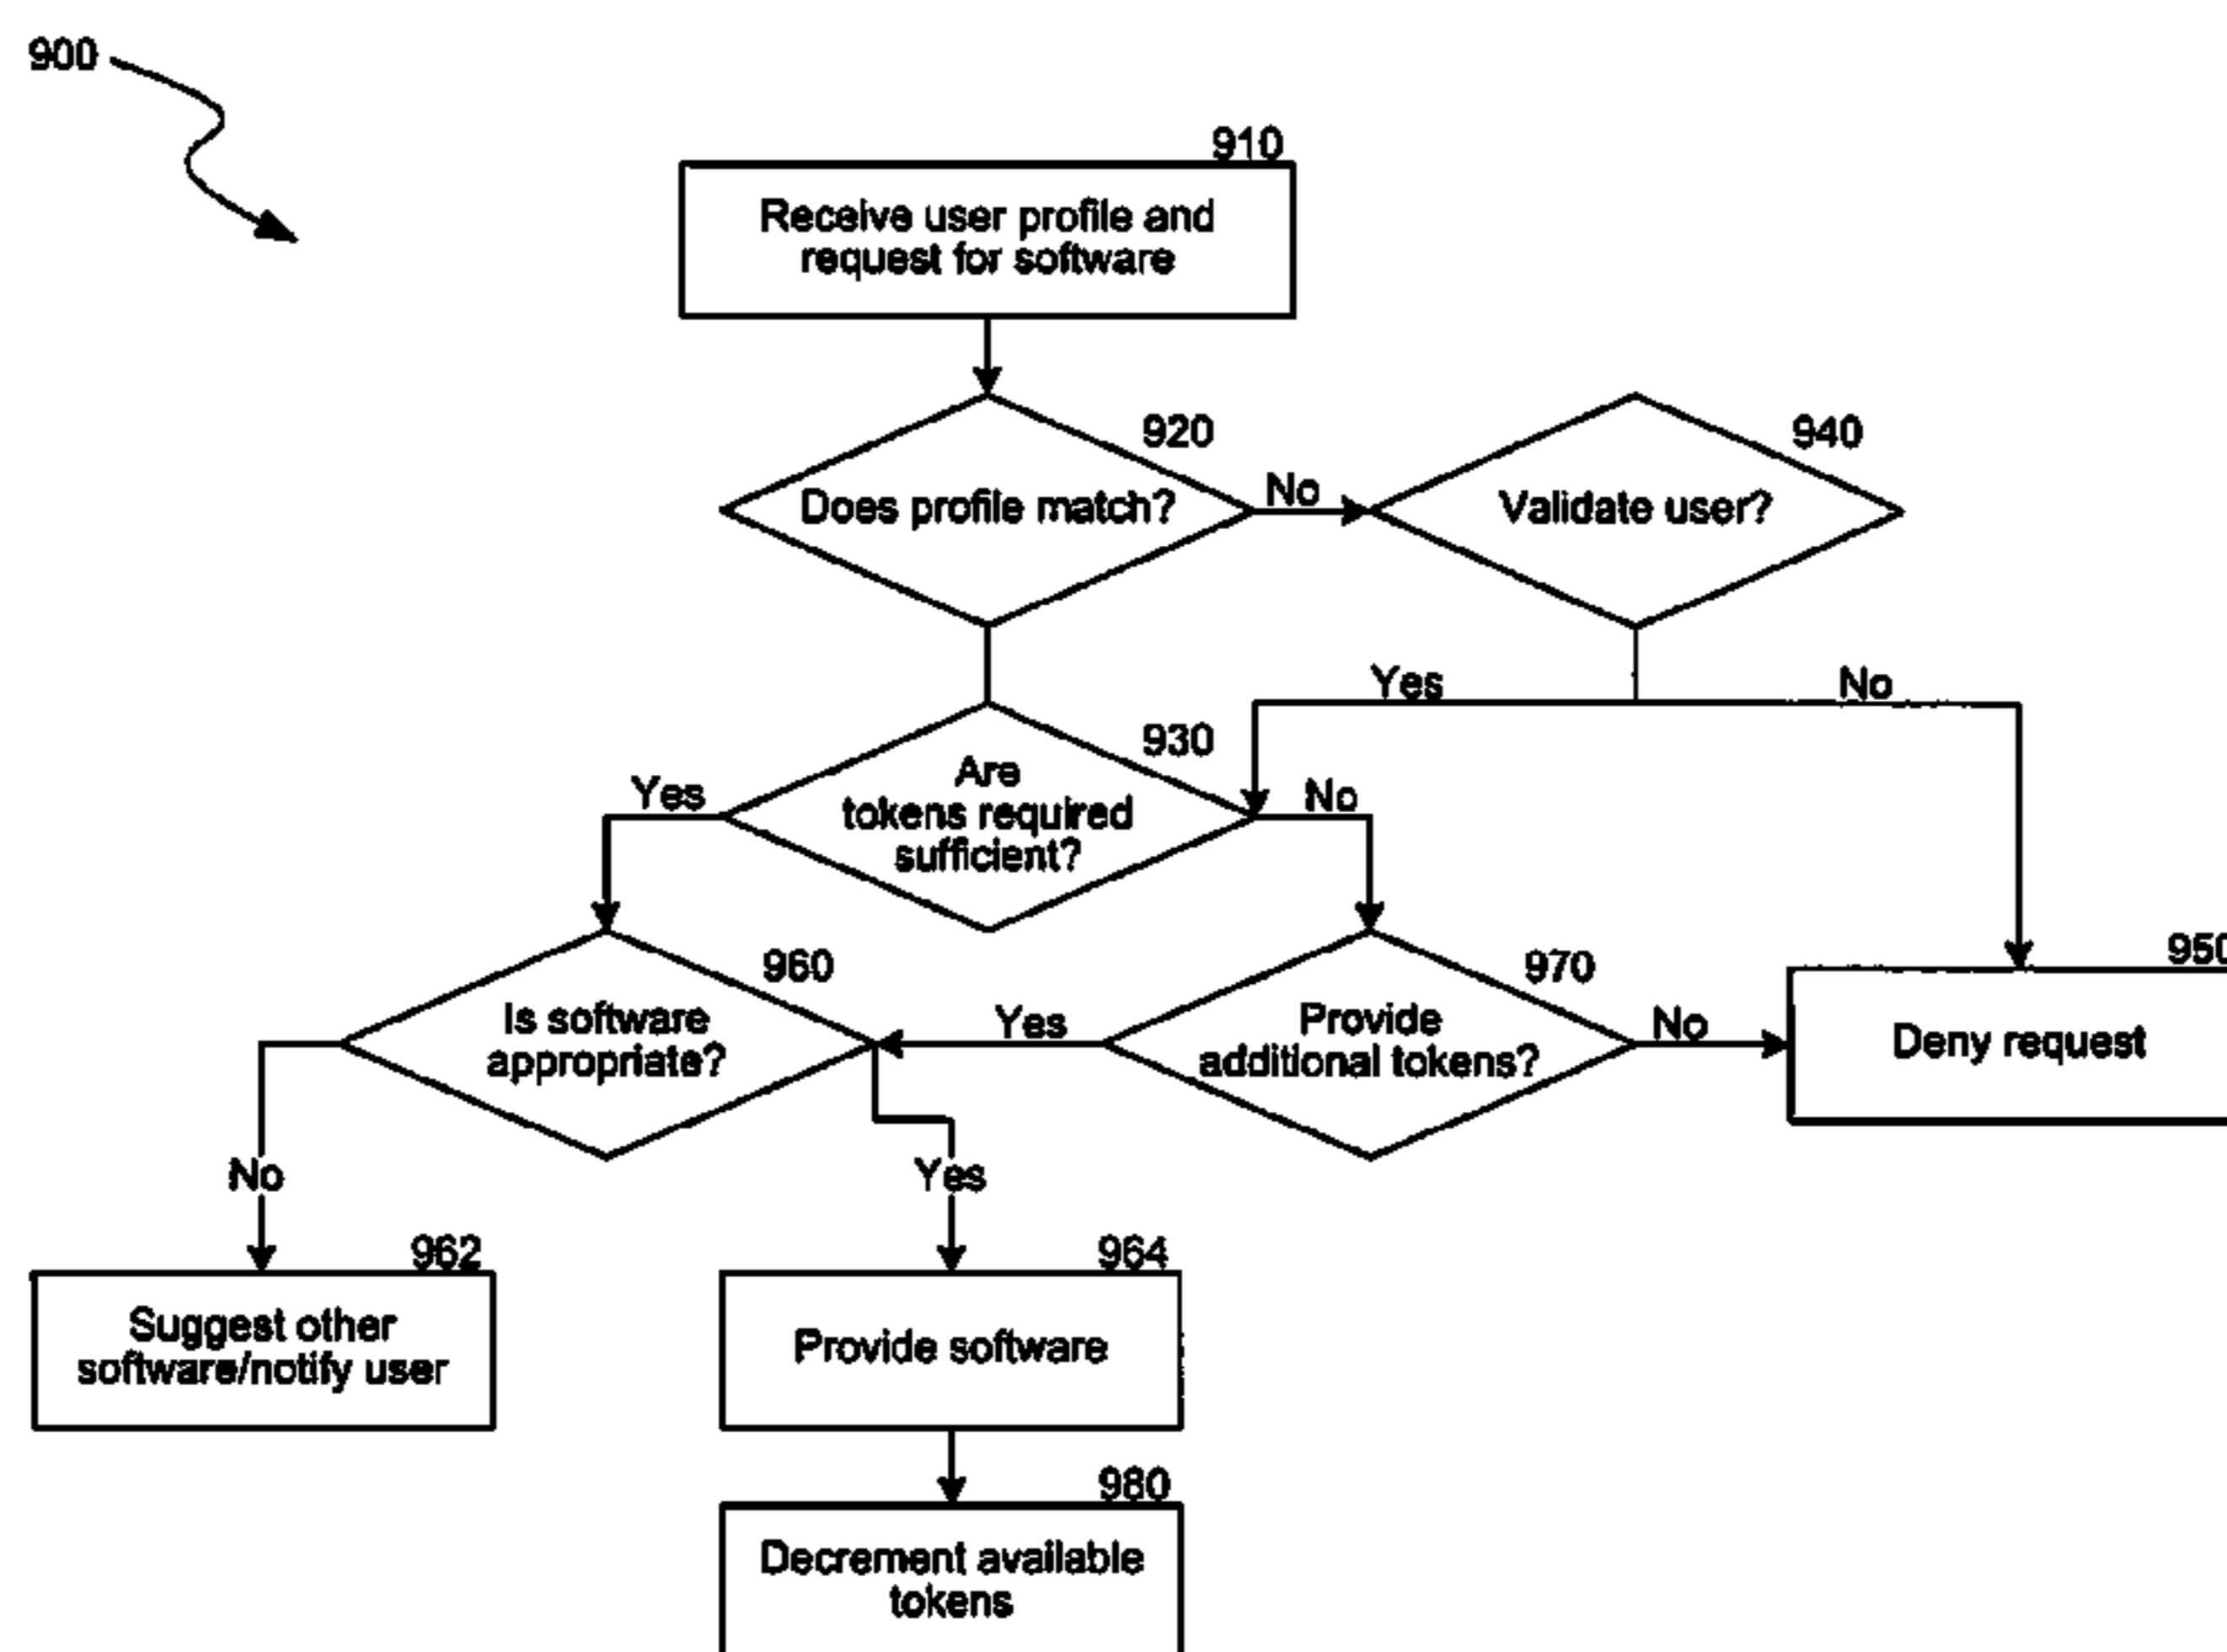 900
910
Receive user profile and
request for software
920
Does profile match?
No
940
Validate user?
Yes
No
930
Are
tokens required
sufficient?
Yes
No
960
Is software
appropriate?
Yes
970
Provide
additional tokens?
No
950
Deny request
No
Yes
962
Suggest other
software/notify user
964
Provide software
980
Decrement available
tokens